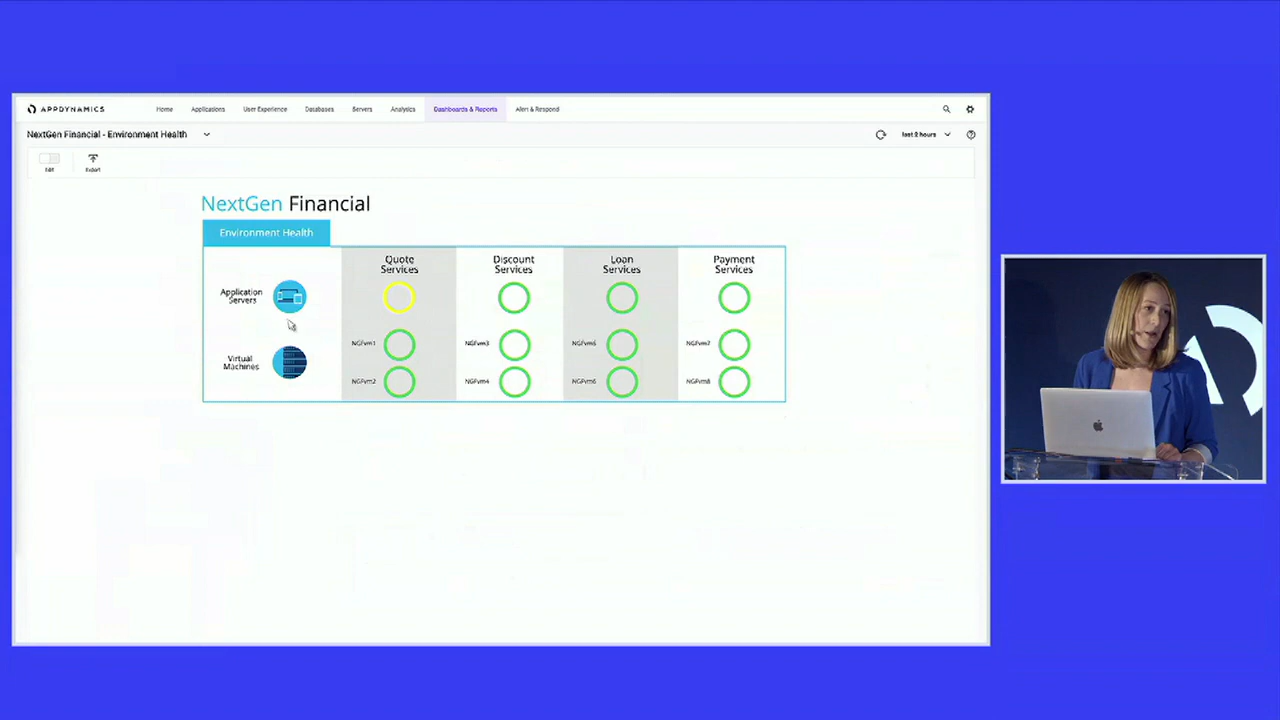 APPDYNAMICS
Home Applications User Experience Databases Servers Analytics Dashboards & Reports Alert & Respond
NextGen Financial - Environment Health
last 2 hours
Edit
Export
NextGen Financial
Environment Health
Quote Services
Discount Services
Loan Services
Payment Services
Application Servers
NGFvm1
NGFvm3
NGFvm7
Virtual Machines
NGFvm2
NGFvm4
NGFvm6
NGFvm8